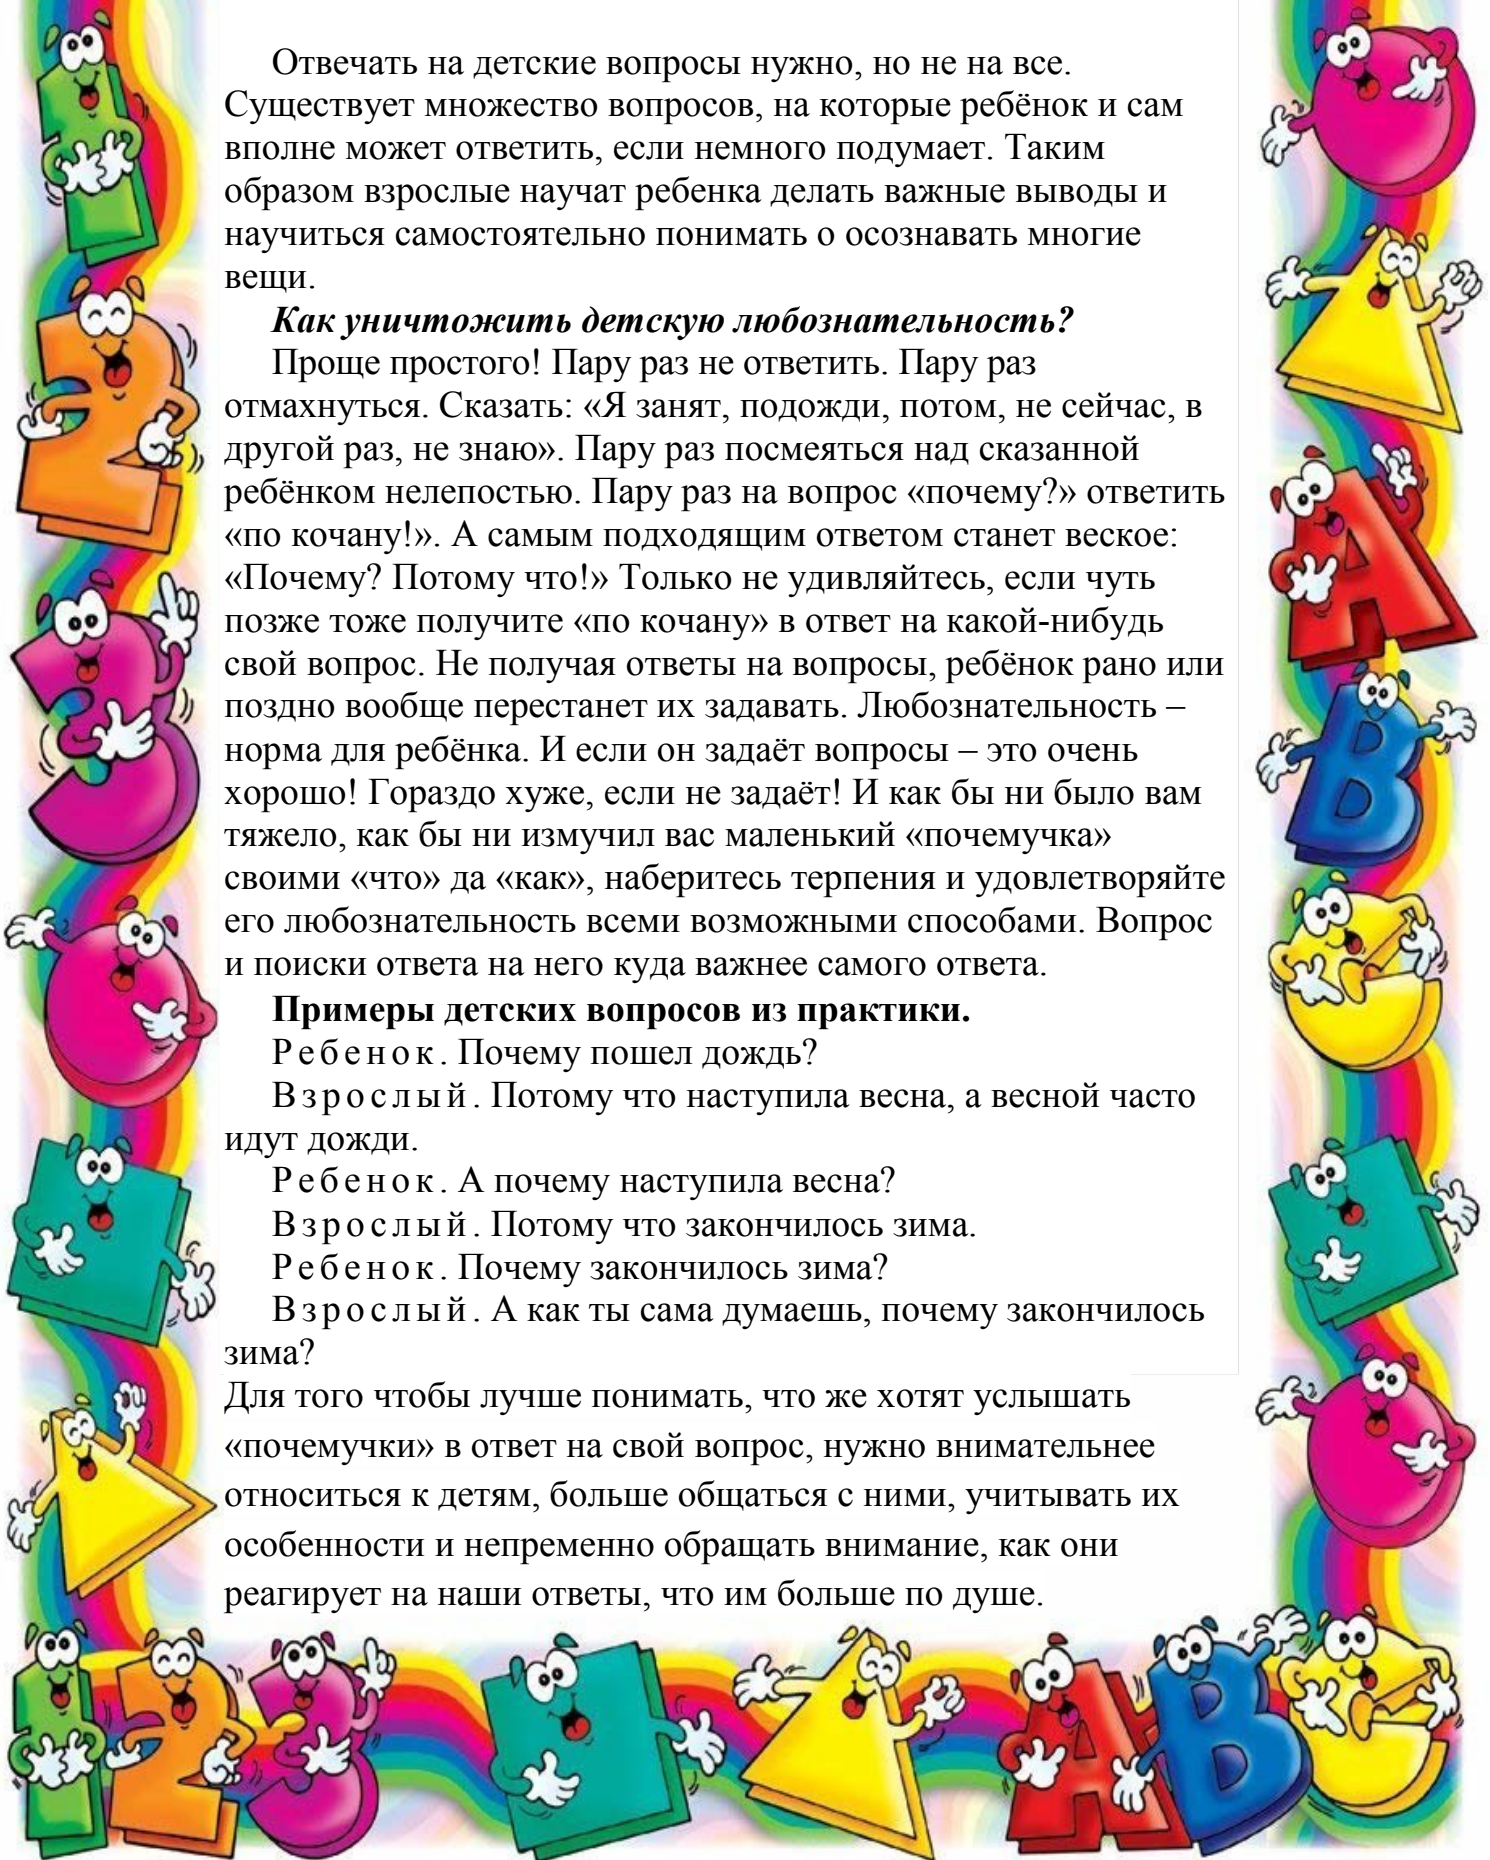 Отвечать на детские вопросы нужно, но не на все.
Существует множество вопросов, на которые ребёнок и сам
вполне может ответить, если немного подумает. Таким
образом взрослые научат ребенка делать важные выводы и
научиться самостоятельно понимать о осознавать многие
вещи.
Как уничтожить детскую любознательность?
Проще простого! Пару раз не ответить. Пару раз
отмахнуться. Сказать: «Я занят, подожди, потом, не сейчас, в
другой раз, не знаю». Пару раз посмеяться над сказанной
ребёнком нелепостью. Пару раз на вопрос «почему?» ответить
«по кочану!». А самым подходящим ответом станет веское:
«Почему? Потому что!» Только не удивляйтесь, если чуть
позже тоже получите «по кочану» в ответ на какой-нибудь
свой вопрос. Не получая ответы на вопросы, ребёнок рано или
поздно вообще перестанет их задавать. Любознательность –
норма для ребёнка. И если он задаёт вопросы – это очень
хорошо! Гораздо хуже, если не задаёт! И как бы ни было вам
тяжело, как бы ни измучил вас маленький «почемучка»
своими «что» да «как», наберитесь терпения и удовлетворяйте
его любознательность всеми возможными способами. Вопрос
и поиски ответа на него куда важнее самого ответа.
Примеры детских вопросов из практики.
Ребенок. Почему пошел дождь?
Взрослый. Потому что наступила весна, а весной часто
идут дожди.
Ребенок. А почему наступила весна?
Взрослый. Потому что закончилось зима.
Ребенок. Почему закончилось зима?
Взрослый. А как ты сама думаешь, почему закончилось
зима?
Для того чтобы лучше понимать, что же хотят услышать
«почемучки» в ответ на свой вопрос, нужно внимательнее
относиться к детям, больше общаться с ними, учитывать их
особенности и непременно обращать внимание, как они
реагирует на наши ответы, что им больше по душе.
1
2
3
A
B
C
1 2 3 A B C